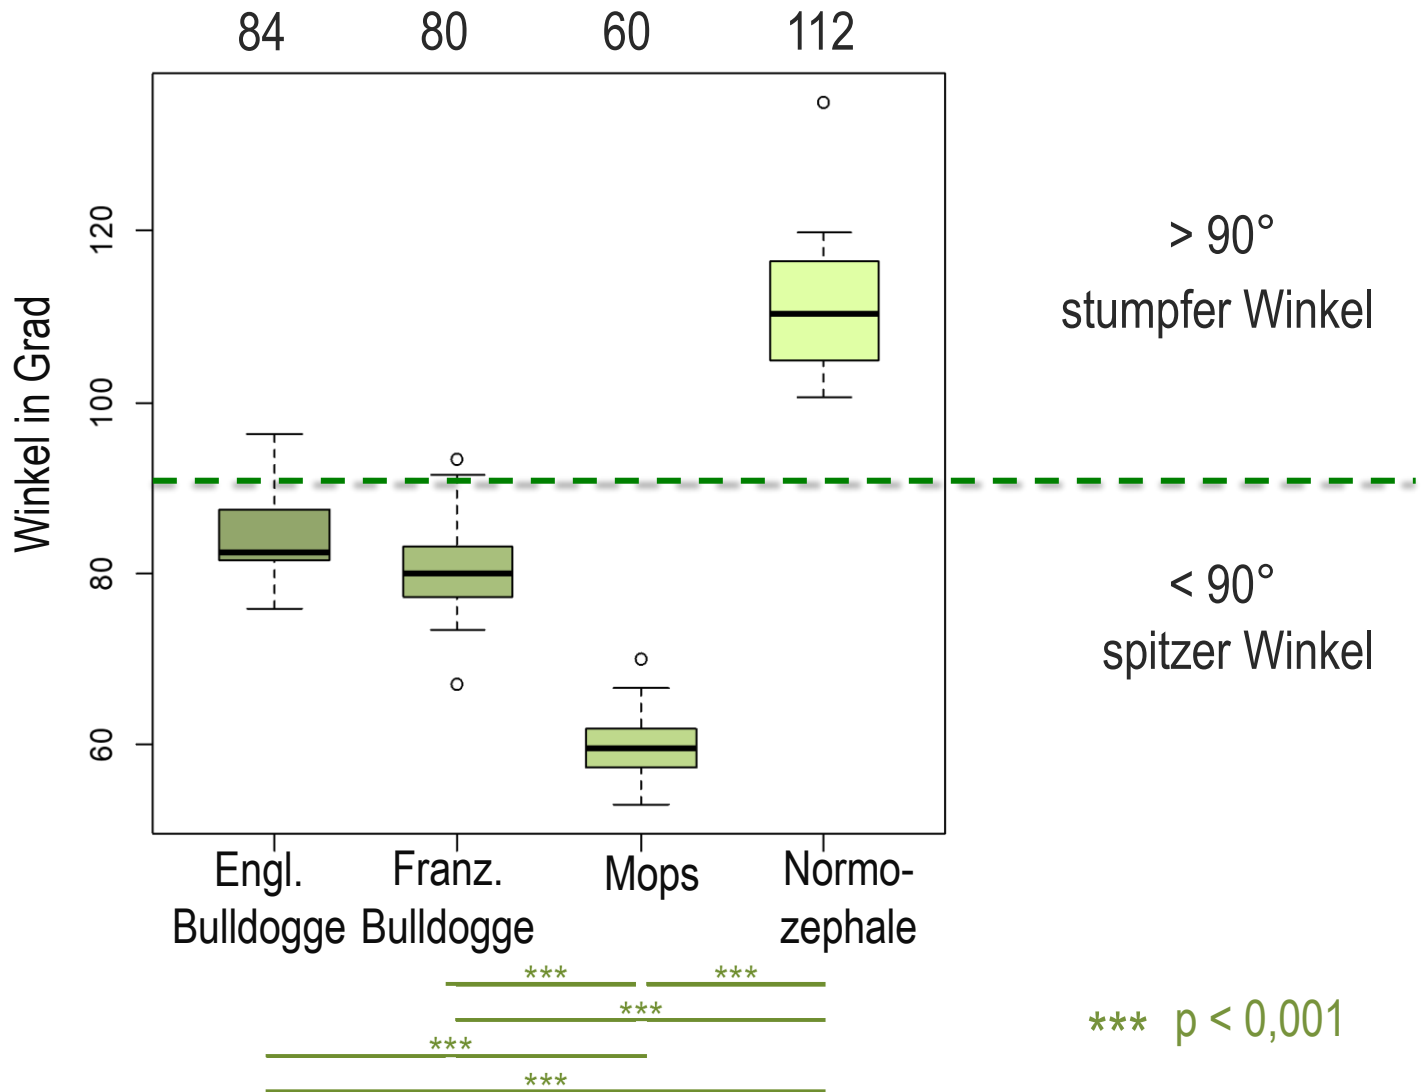 84 80 60 112
120
100
80
60
Winkel in Grad
> 90°
stumpfer Winkel
< 90°
spitzer Winkel
Engl. Franz. Mops Normo-
Bulldogge Bulldogge zephale
*** ***
***
***
***
*** p < 0,001